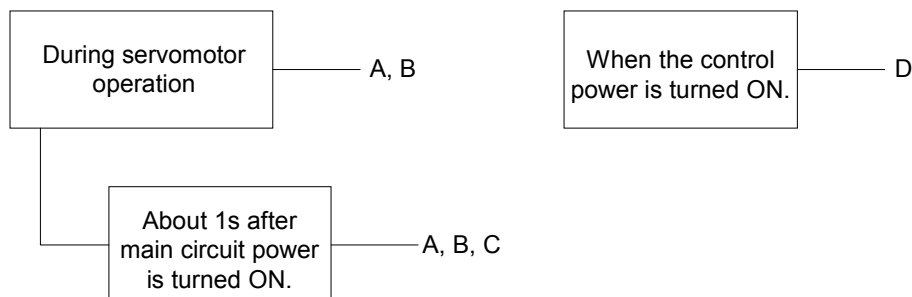 During servomotor
operation
A, B
When the control
power is turned ON.
D
About 1s after
main circuit power
is turned ON.
A, B, C